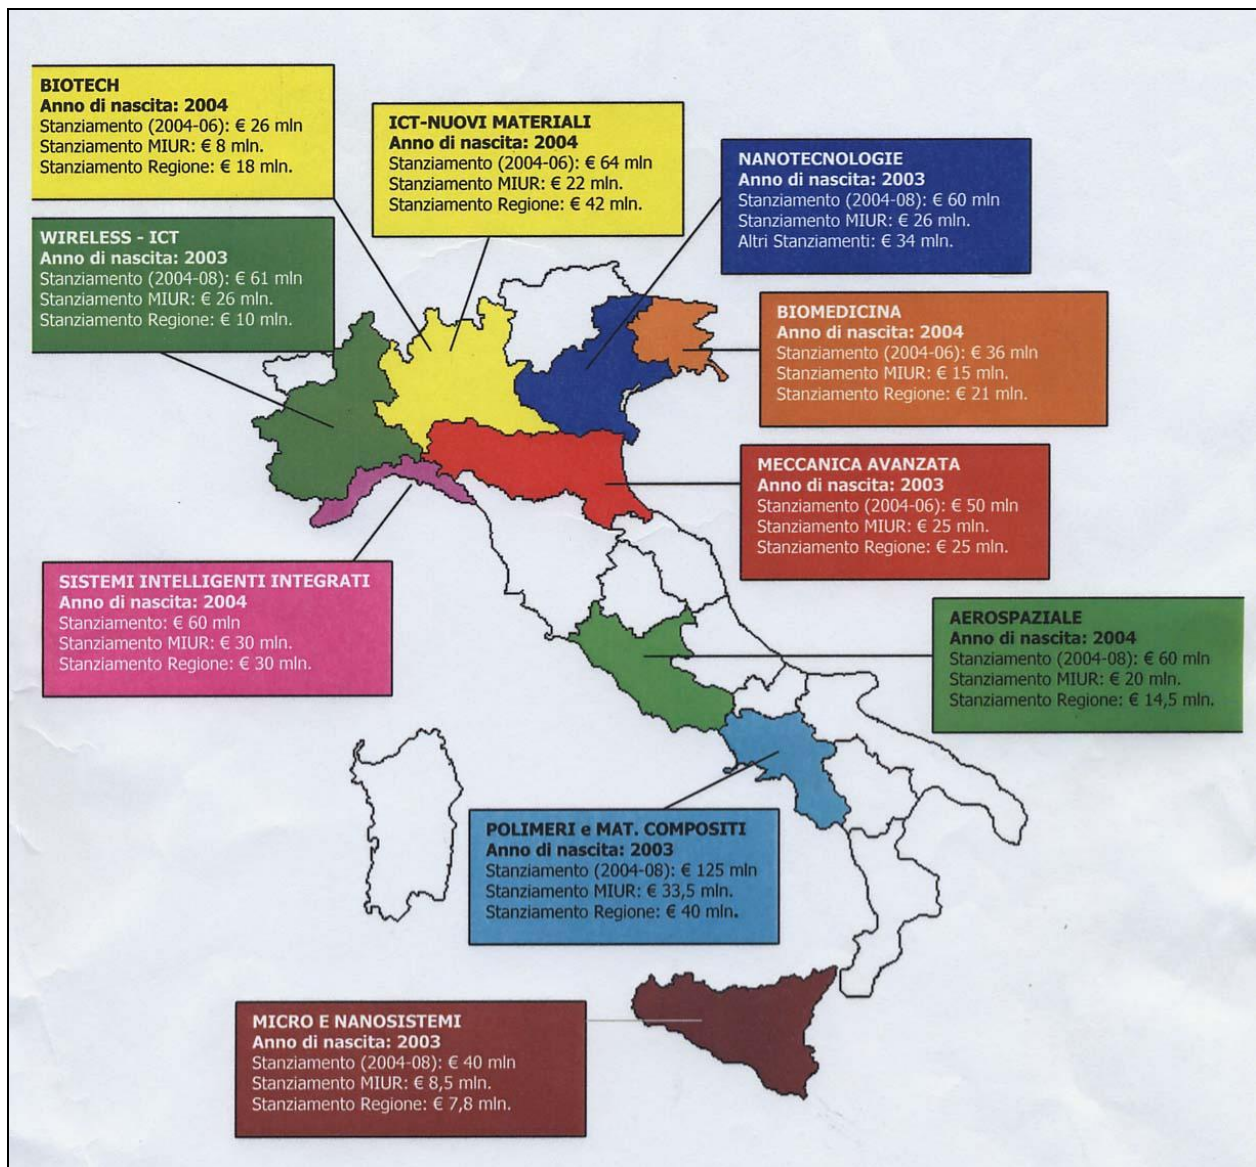 BIOTECH
Anno di nascita: 2004
Stanziamento (2004-06): € 26 mln
Stanziamento MIUR: € 8 mln.
Stanziamento Regione: € 18 mln.
ICT-NUOVI MATERIALI
Anno di nascita: 2004
Stanziamento (2004-06): € 64 mln
Stanziamento MIUR: € 22 mln.
Stanziamento Regione: € 42 mln.
NANOTECNOLOGIE
Anno di nascita: 2003
Stanziamento (2004-08): € 60 mln
Stanziamento MIUR: € 26 mln.
Altri Stanziamenti: € 34 mln.
WIRELESS - ICT
Anno di nascita: 2003
Stanziamento (2004-08): € 61 mln
Stanziamento MIUR: € 26 mln.
Stanziamento Regione: € 10 mln.
BIOMEDICINA
Anno di nascita: 2004
Stanziamento (2004-06): € 36 mln
Stanziamento MIUR: € 15 mln.
Stanziamento Regione: € 21 mln.
MECCANICA AVANZATA
Anno di nascita: 2003
Stanziamento (2004-06): € 50 mln
Stanziamento MIUR: € 25 mln.
Stanziamento Regione: € 25 mln.
SISTEMI INTELLIGENTI INTEGRATI
Anno di nascita: 2004
Stanziamento: € 60 mln
Stanziamento MIUR: € 30 mln.
Stanziamento Regione: € 30 mln.
AEROSPAZIALE
Anno di nascita: 2004
Stanziamento (2004-08): € 60 mln
Stanziamento MIUR: € 20 mln.
Stanziamento Regione: € 14,5 mln.
POLIMERI e MAT. COMPOSITI
Anno di nascita: 2003
Stanziamento (2004-08): € 125 mln
Stanziamento MIUR: € 33,5 mln.
Stanziamento Regione: € 40 mln.
MICRO E NANOSISTEMI
Anno di nascita: 2003
Stanziamento (2004-08): € 40 mln
Stanziamento MIUR: € 8,5 mln.
Stanziamento Regione: € 7,8 mln.